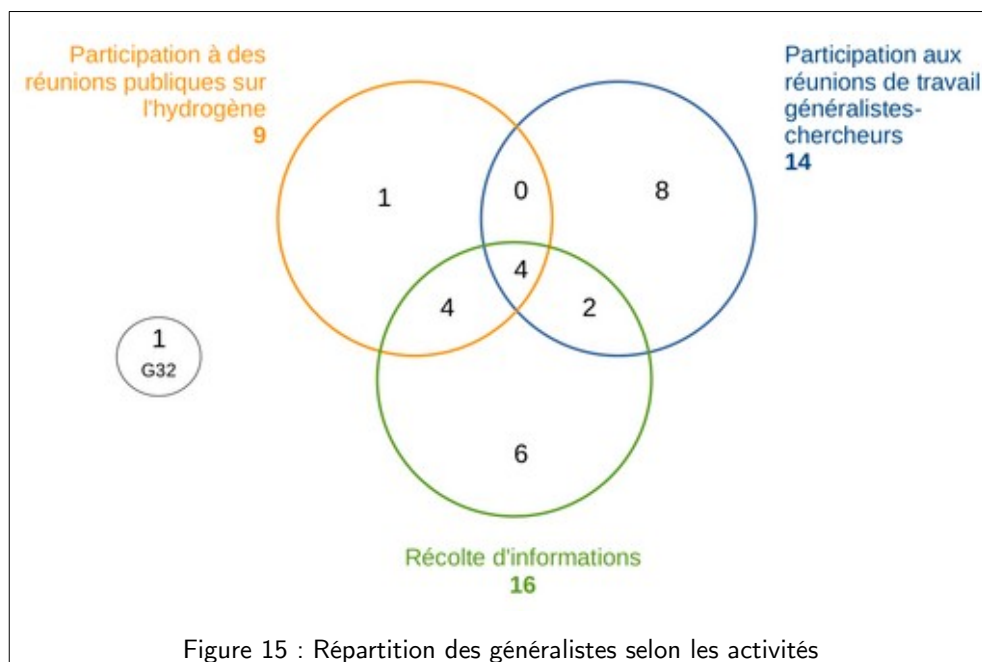 Participation à des
réunions publiques sur
l'hydrogène
9
Participation aux
réunions de travail
généralistes-
chercheurs
14
1
0
8
4
4
2
1
G32
6
Récolte d'informations
16
Figure 15 : Répartition des généralistes selon les activités